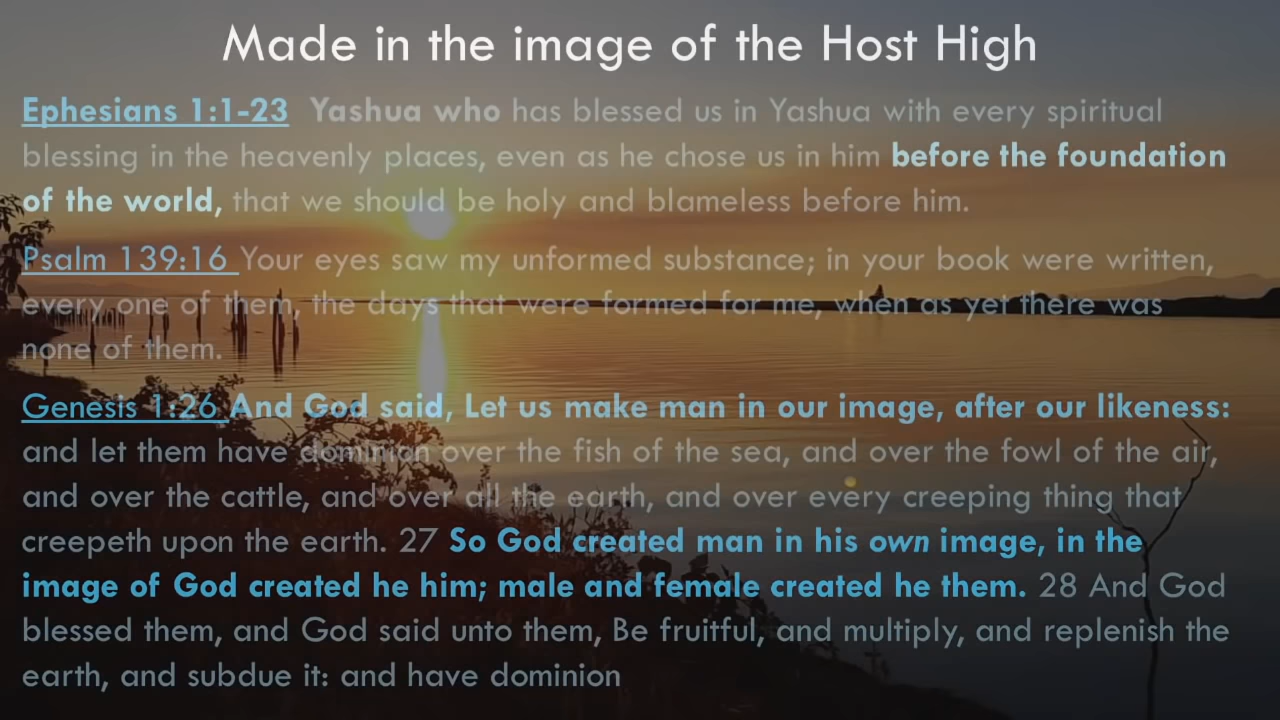 Made in the image of the Host High
Ephesians 1:1-23 Yashua who has blessed us in Yashua with every spiritual
blessing in the heavenly places, even as he chose us in him before the foundation
of the world, that we should be holy and blameless before him.
Psalm 139:16 Your eyes saw my unformed substance; in your book were written,
every one of them, the days that were formed for me, when as yet there was
none of them.
Genesis 1:26 And God said, Let us make man in our image, after our likeness:
and let them have dominion over the fish of the sea, and over the fowl of the air,
and over the cattle, and over all the earth, and over every creeping thing that
creepeth upon the earth. 27 So God created man in his own image, in the
image of God created he him; male and female created he them. 28 And God
blessed them, and God said unto them, Be fruitful, and multiply, and replenish the
earth, and subdue it: and have dominion